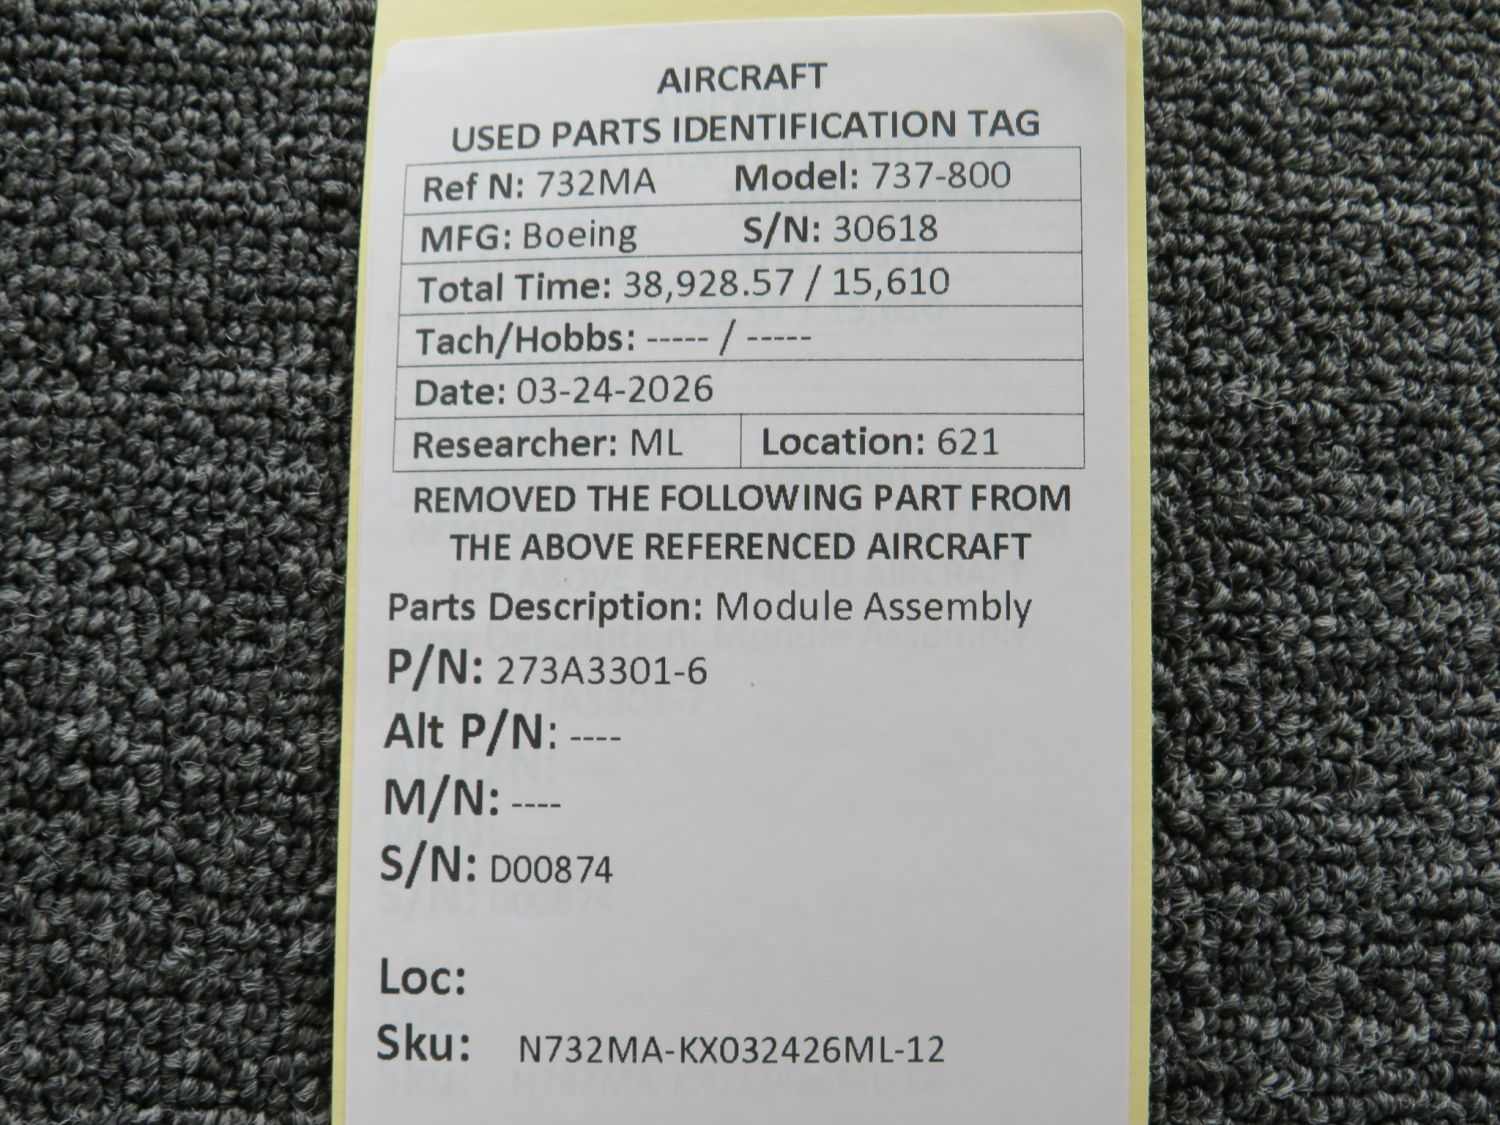 AIRCRAFT
USED PARTS IDENTIFICATION TAG
Ref N: 732MA Model: 737-800
MFG: Boeing S/N: 30618
Total Time: 38,928.57 / 15,610
Tach/Hobbs: ----- / -----
Date: 03-24-2026
Researcher: ML Location: 621
REMOVED THE FOLLOWING PART FROM
THE ABOVE REFERENCED AIRCRAFT
Parts Description: Module Assembly
P/N: 273A3301-6
Alt P/N: ----
M/N: ----
S/N: D00874
Loc:
Sku: N732MA-KX032426ML-12